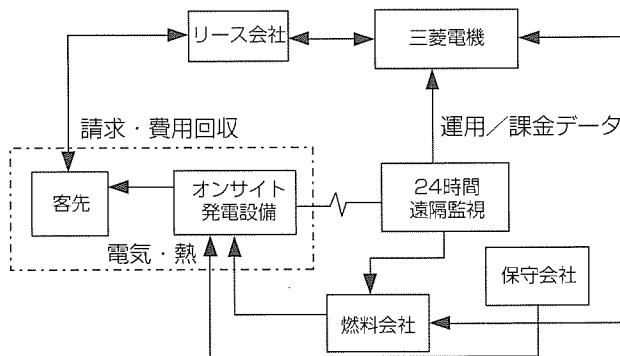 リース会社
三菱電機
請求・費用回収
運用／課金データ
客先
オンサイト
発電設備
24時間
遠隔監視
電気・熱
保守会社
燃料会社